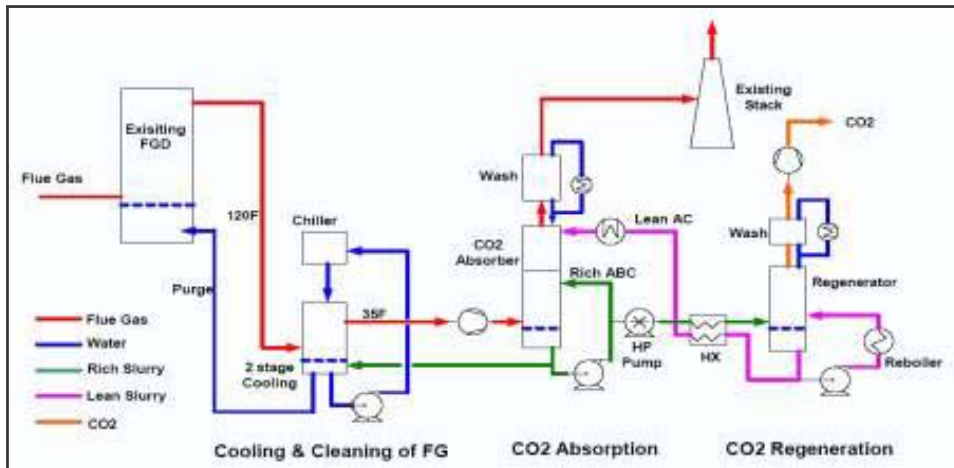 Existing
Stack
CO2
Exisiting
FGD
Flue Gas
Wash
120F
Chiller
Lean AC
Wash
CO2
Absorber
Rich ABC
Regenerator
Purge
35F
Flue Gas
Water
Rich Slurry
Lean Slurry
CO2
2 stage
Cooling
HP
Pump
HX
Reboiler
Cooling & Cleaning of FG
CO2 Absorption
CO2 Regeneration